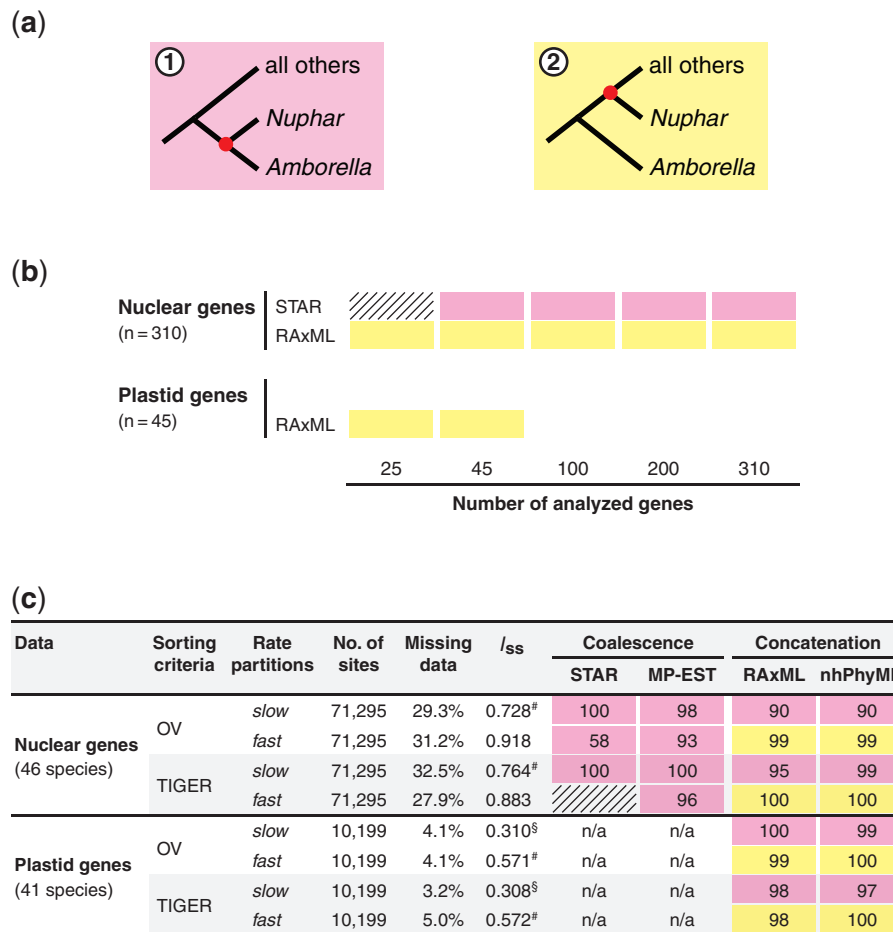 (a)
1
all others
Nuphar
Amborella
2
all others
Nuphar
Amborella
(b)
Nuclear genes
(n = 310)
STAR
RAxML
Plastid genes
(n = 45)
RAxML
25 45 100 200 310
Number of analyzed genes
(c)
Data Sorting criteria Rate partitions No. of sites Missing data Iss Coalescence Concatenation
STAR MP-EST RAxML nhPhyML
Nuclear genes
(46 species)
OV slow 71,295 29.3% 0.728# 100 98 90 90
fast 71,295 31.2% 0.918 58 93 99 99
TIGER slow 71,295 32.5% 0.764# 100 100 95 99
fast 71,295 27.9% 0.883 96 100 100
Plastid genes
(41 species)
OV slow 10,199 4.1% 0.310§ n/a n/a 100 99
fast 10,199 4.1% 0.571# n/a n/a 99 100
TIGER slow 10,199 3.2% 0.308§ n/a n/a 98 97
fast 10,199 5.0% 0.572# n/a n/a 98 100